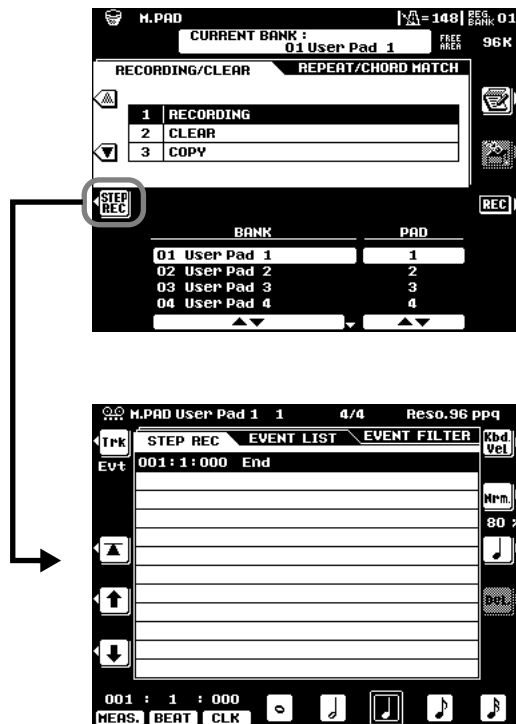 M.PAD = 148 REG. BANK 01
CURRENT BANK :
01 User Pad 1
FREE AREA 96K
RECORDING/CLEAR REPEAT/CHORD MATCH
1 RECORDING
2 CLEAR
3 COPY
STEP REC
REC
BANK PAD
01 User Pad 1 1
02 User Pad 2 2
03 User Pad 3 3
04 User Pad 4 4
M.PAD User Pad 1 1 4/4 Reso.96 ppq
Trk STEP REC EVENT LIST EVENT FILTER Kbd. Vel
Evt 001:1:000 End
Nrm.
80
Del.
001 : 1 : 000
MEAS. BEAT CLK